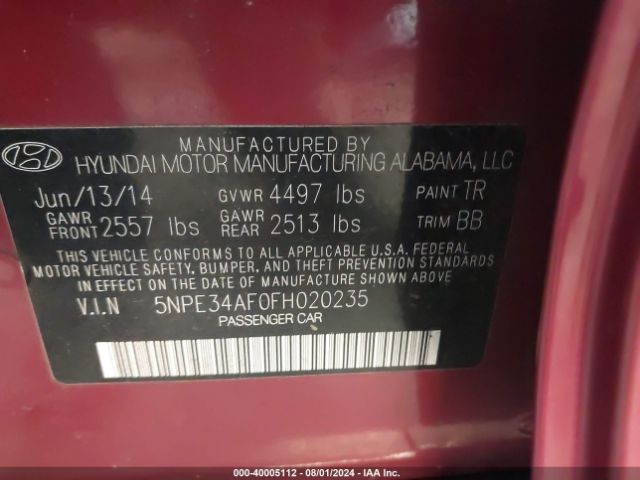 MANUFACTURED BY
HYUNDAI MOTOR MANUFACTURING ALABAMA, LLC
Jun/13/14 GVWR 4497 lbs PAINT TR
GAWR FRONT 2557 lbs GAWR REAR 2513 lbs TRIM BB
THIS VEHICLE CONFORMS TO ALL APPLICABLE U.S.A. FEDERAL
MOTOR VEHICLE SAFETY, BUMPER, AND THEFT PREVENTION STANDARDS
IN EFFECT ON THE DATE OF MANUFACTURE SHOWN ABOVE.
V.I.N 5NPE34AF0FH020235
PASSENGER CAR
000-40005112 - 08/01/2024 - IAA Inc.